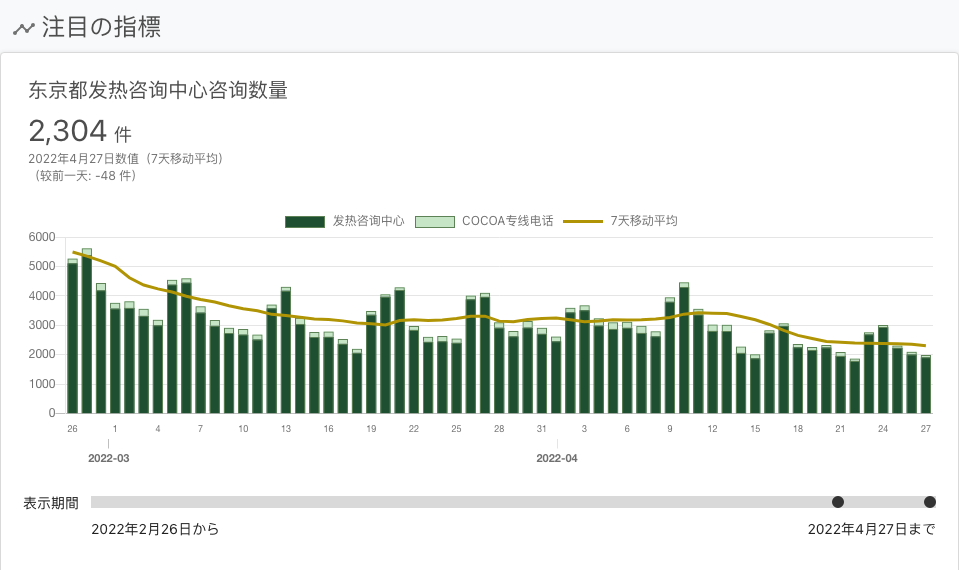 注目の指標
东京都发热咨询中心咨询数量
2,304 件
2022年4月27日数值（7天移动平均）
（较前一天: -48 件）
发热咨询中心 COCOA专线电话 7天移动平均
6000
5000
4000
3000
2000
1000
0
26 1 4 7 10 13 16 19 22 25 28 31 3 6 9 12 15 18 21 24 27
2022-03 2022-04
表示期間
2022年2月26日から 2022年4月27日まで